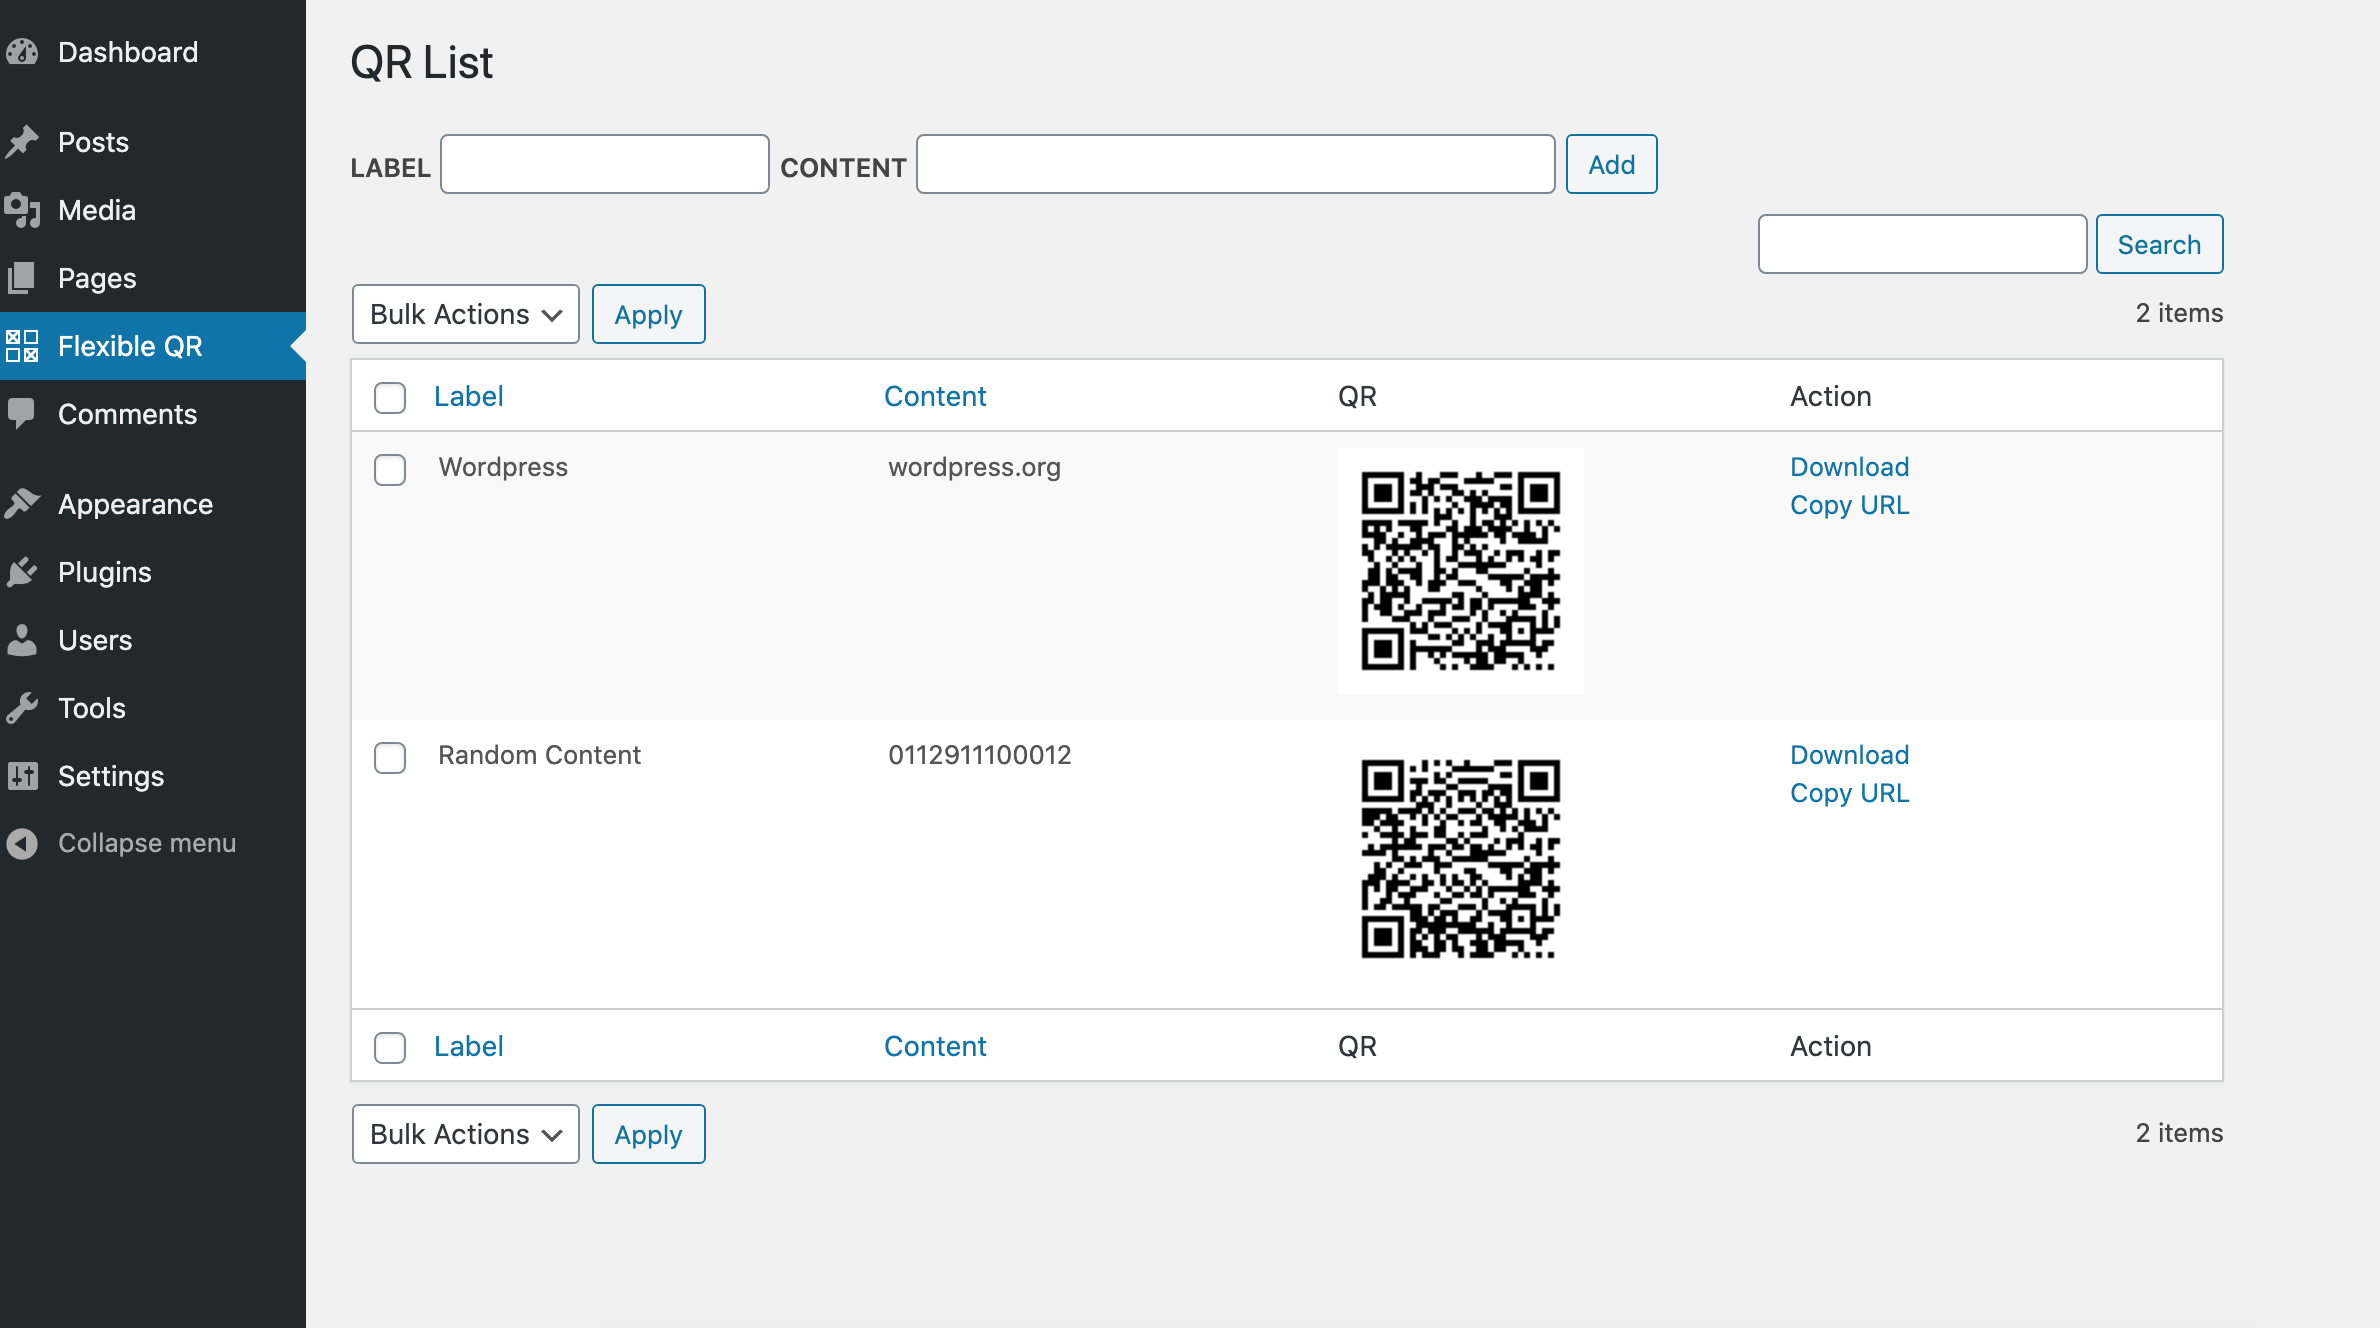 Dashboard
Posts
Media
Pages
Flexible QR
Comments
Appearance
Plugins
Users
Tools
Settings
Collapse menu
QR List
LABEL CONTENT Add
Search
Bulk Actions Apply 2 items
Label Content QR Action
Wordpress wordpress.org Download
Copy URL
Random Content 0112911100012 Download
Copy URL
Label Content QR Action
Bulk Actions Apply 2 items